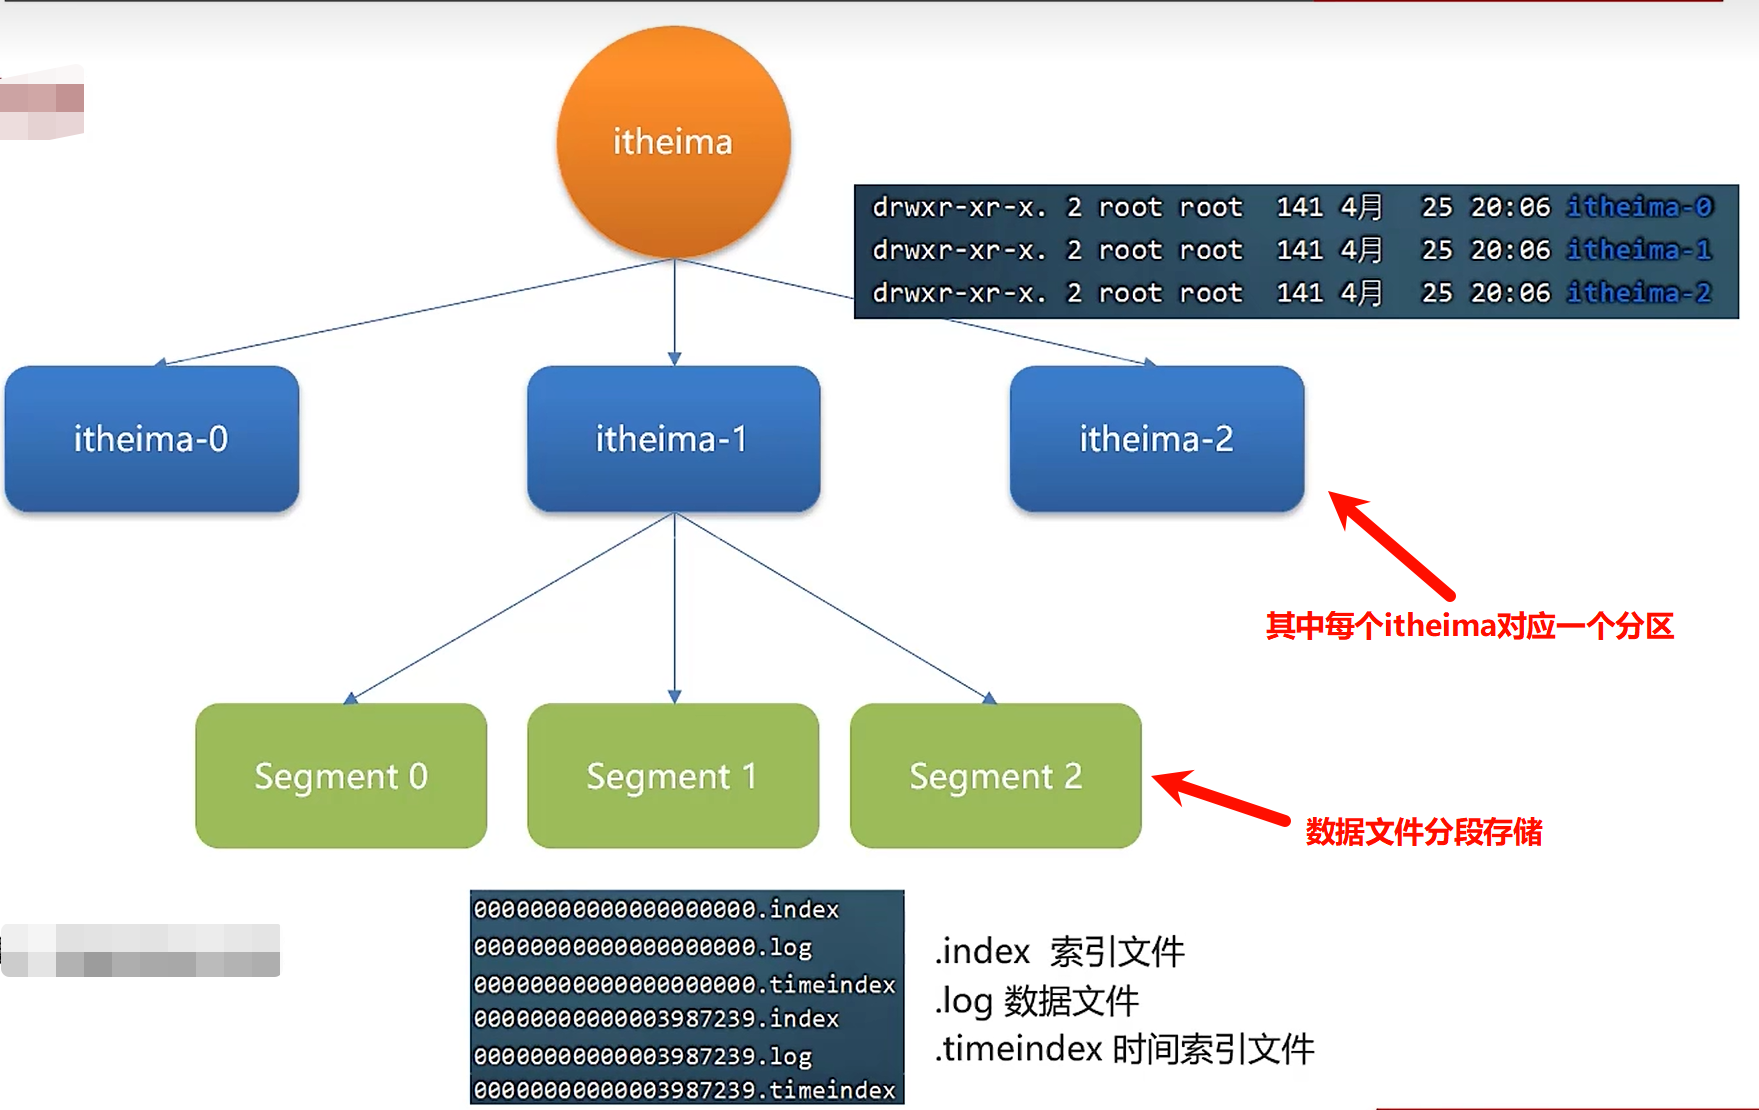 itheima
drwxr-xr-x. 2 root root 141 4月 25 20:06 itheima-0
drwxr-xr-x. 2 root root 141 4月 25 20:06 itheima-1
drwxr-xr-x. 2 root root 141 4月 25 20:06 itheima-2
itheima-0
itheima-1
itheima-2
其中每个itheima对应一个分区
Segment 0
Segment 1
Segment 2
数据文件分段存储
00000000000000000000.index
00000000000000000000.log
00000000000000000000.timeindex
00000000000003987239.index
00000000000003987239.log
00000000000003987239.timeindex
.index 索引文件
.log 数据文件
.timeindex 时间索引文件